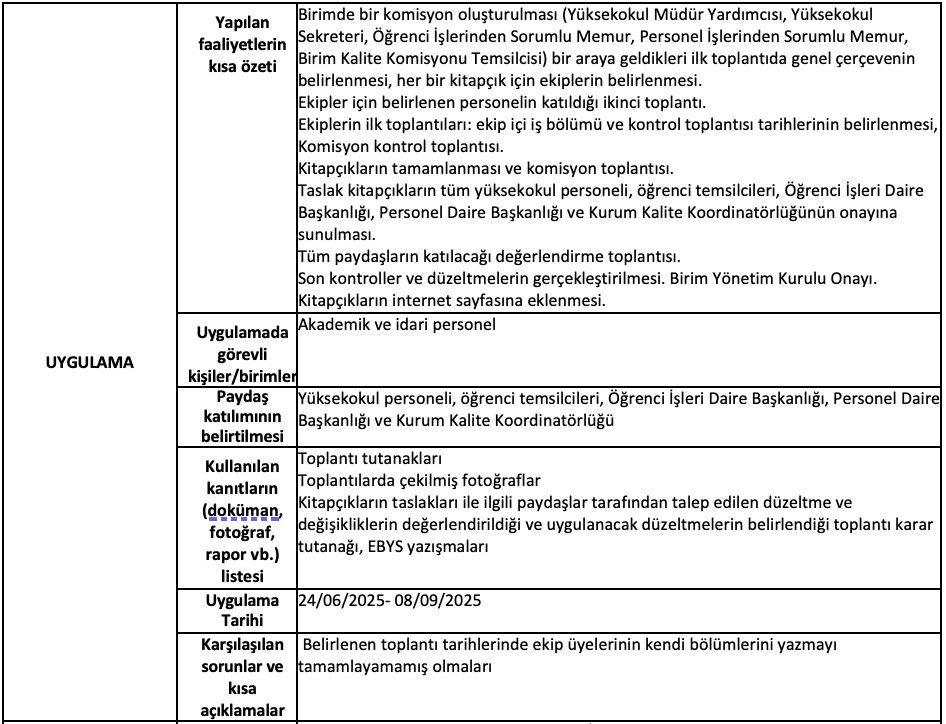 UYGULAMA
Yapılan
faaliyetlerin
kısa özeti
Birimde bir komisyon oluşturulması (Yüksekokul Müdür Yardımcısı, Yüksekokul
Sekreteri, Öğrenci İşlerinden Sorumlu Memur, Personel İşlerinden Sorumlu Memur,
Birim Kalite Komisyonu Temsilcisi) bir araya geldikleri ilk toplantıda genel çerçevenin
belirlenmesi, her bir kitapçık için ekiplerin belirlenmesi.
Ekipler için belirlenen personelin katıldığı ikinci toplantı.
Ekiplerin ilk toplantıları: ekip içi iş bölümü ve kontrol toplantısı tarihlerinin belirlenmesi,
Komisyon kontrol toplantısı.
Kitapçıkların tamamlanması ve komisyon toplantısı.
Taslak kitapçıkların tüm yüksekokul personeli, öğrenci temsilcileri, Öğrenci İşleri Daire
Başkanlığı, Personel Daire Başkanlığı ve Kurum Kalite Koordinatörlüğünün onayına
sunulması.
Tüm paydaşların katılacağı değerlendirme toplantısı.
Son kontroller ve düzeltmelerin gerçekleştirilmesi. Birim Yönetim Kurulu Onayı.
Kitapçıkların internet sayfasına eklenmesi.
Uygulamada
görevli
kişiler/birimler
Akademik ve idari personel
Paydaş
katılımının
belirtilmesi
Yüksekokul personeli, öğrenci temsilcileri, Öğrenci İşleri Daire Başkanlığı, Personel Daire
Başkanlığı ve Kurum Kalite Koordinatörlüğü
Kullanılan
kanıtların
(doküman,
fotoğraf,
rapor vb.)
listesi
Toplantı tutanakları
Toplantılarda çekilmiş fotoğraflar
Kitapçıkların taslakları ile ilgili paydaşlar tarafından talep edilen düzeltme ve
değişikliklerin değerlendirildiği ve uygulanacak düzeltmelerin belirlendiği toplantı karar
tutanağı, EBYS yazışmaları
Uygulama
Tarihi
24/06/2025- 08/09/2025
Karşılaşılan
sorunlar ve
kısa
açıklamalar
Belirlenen toplantı tarihlerinde ekip üyelerinin kendi bölümlerini yazmayı
tamamlayamamış olmaları